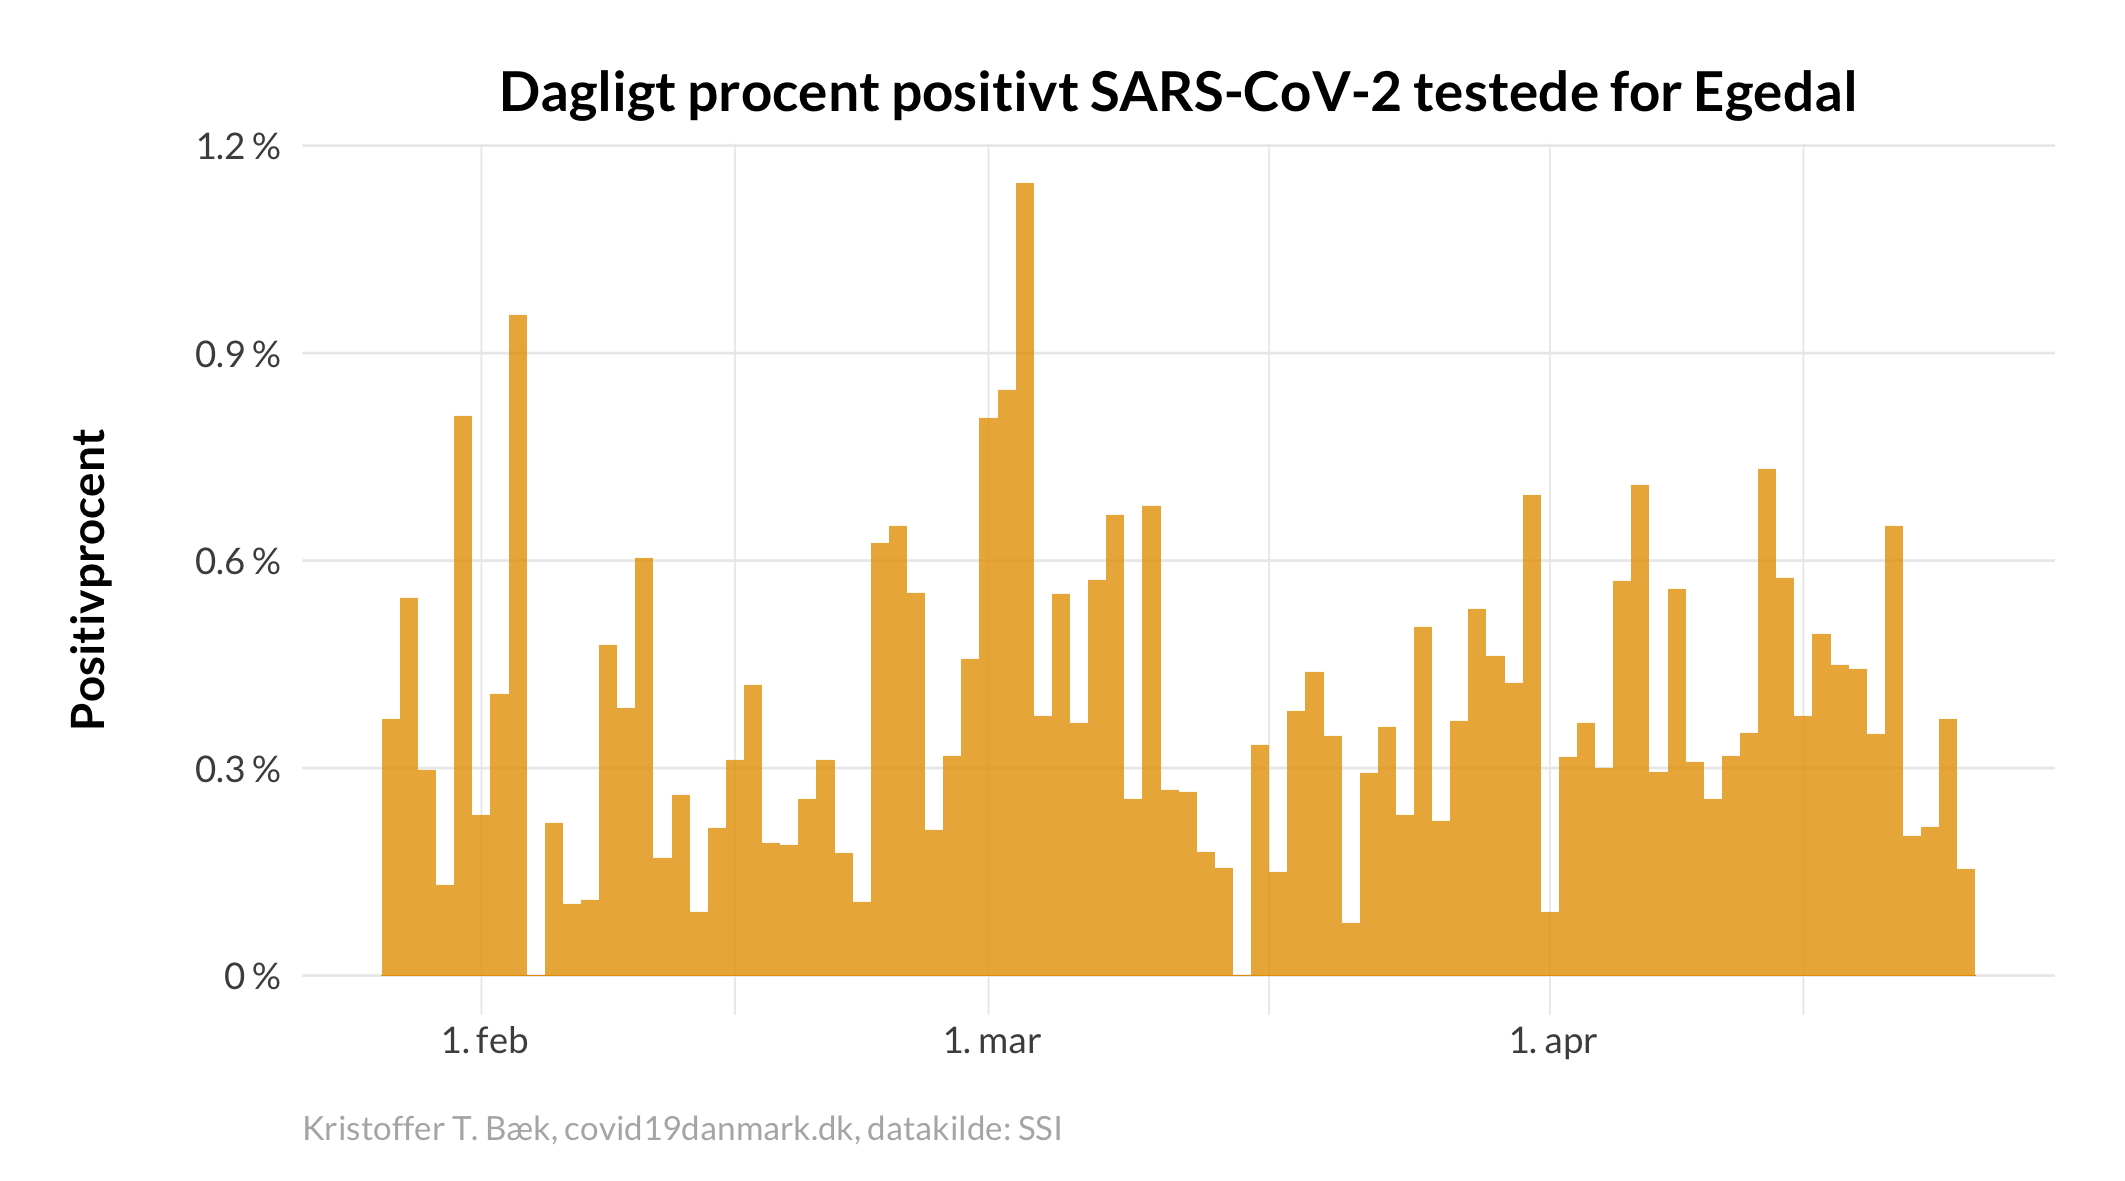 Dagligt procent positivt SARS-CoV-2 testede for Egedal
Positivprocent
1.2 %
0.9 %
0.6 %
0.3 %
0 %
1. feb
1. mar
1. apr
Kristoffer T. Bæk, covid19danmark.dk, datakilde: SSI